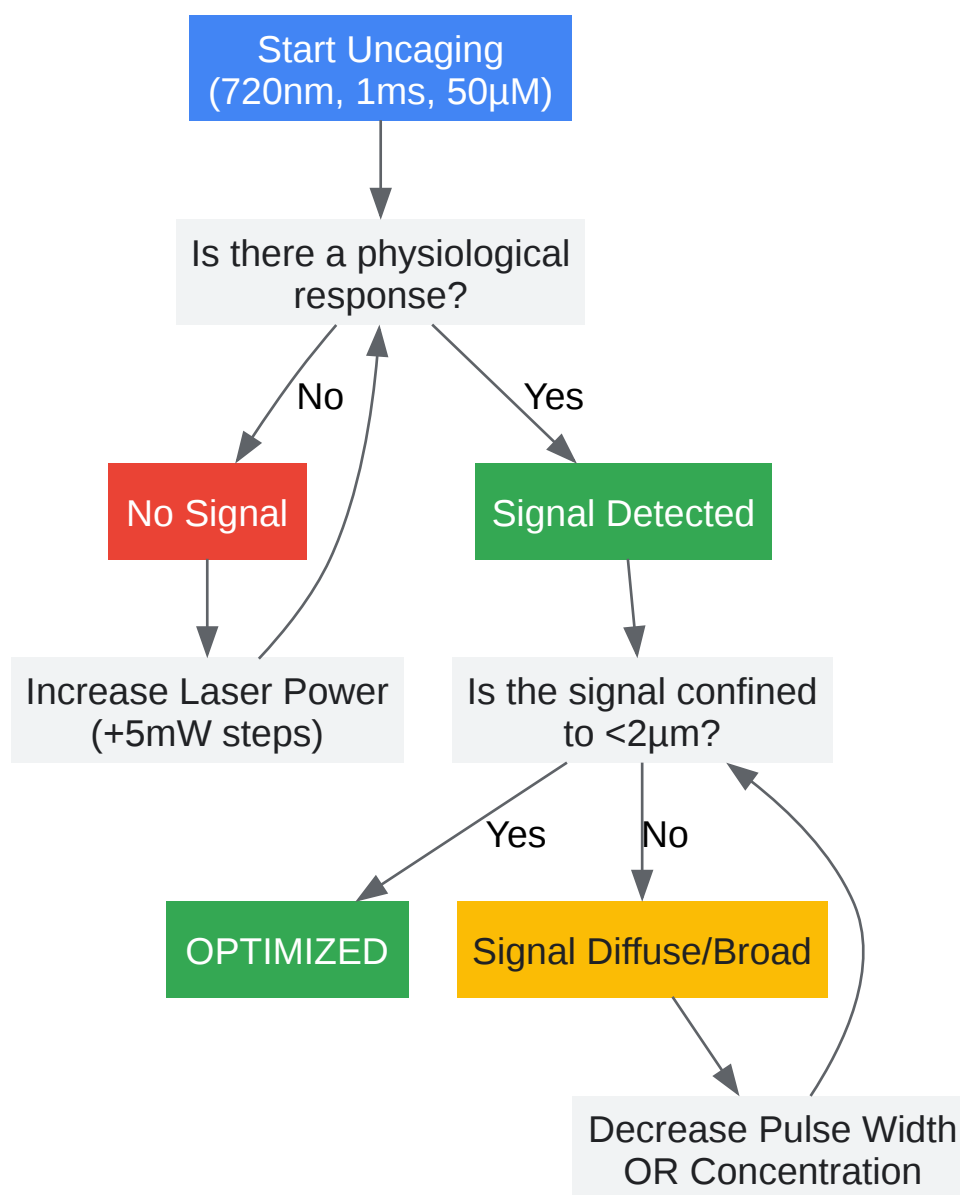 Start Uncaging
(720nm, 1ms, 50µM)
Is there a physiological
response?
No
Yes
No Signal
Signal Detected
Increase Laser Power
(+5mW steps)
Is the signal confined
to <2µm?
Yes
No
OPTIMIZED
Signal Diffuse/Broad
Decrease Pulse Width
OR Concentration